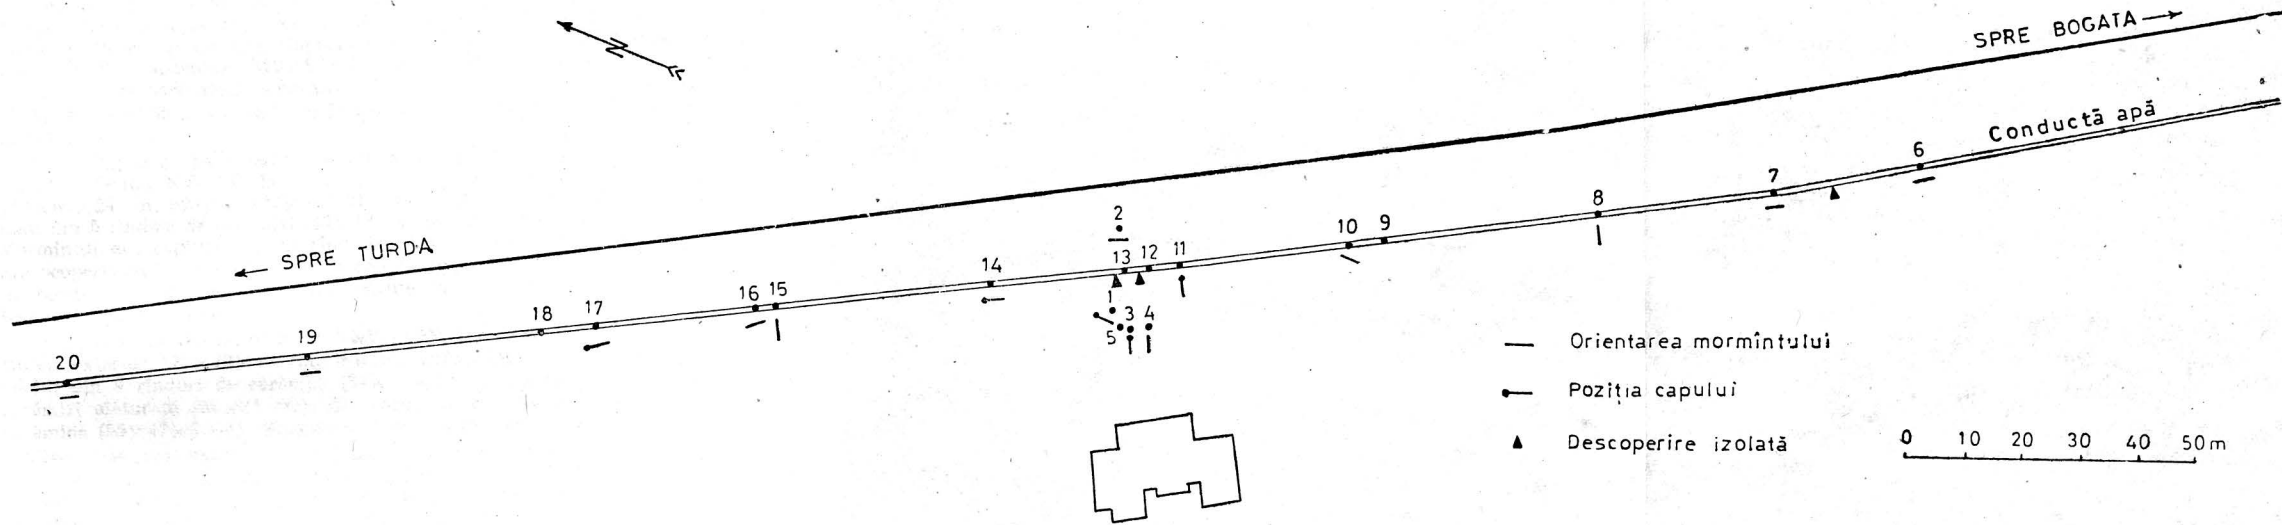 N
SPRE BOGATA
Conductă apă
SPRE TURDA
2
6
7
8
10 9
13 12 11
14
16 15
18 17
19
20
1
3 4
5
Orientarea mormîntului
Poziția capului
Descoperire izolată
0 10 20 30 40 50m